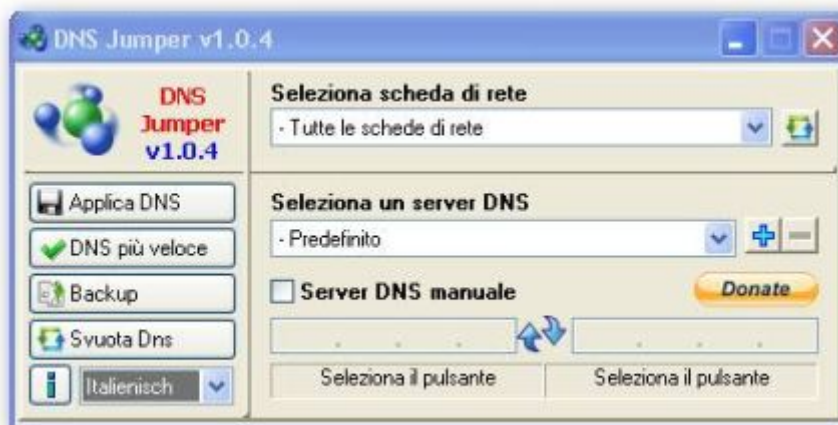 DNS Jumper v1.0.4
DNS
Jumper
v1.0.4
Seleziona scheda di rete
- Tutte le schede di rete
Applica DNS
DNS più veloce
Backup
Svuota Dns
Italienisch
Seleziona un server DNS
- Predefinito
Server DNS manuale
Donate
Seleziona il pulsante
Seleziona il pulsante